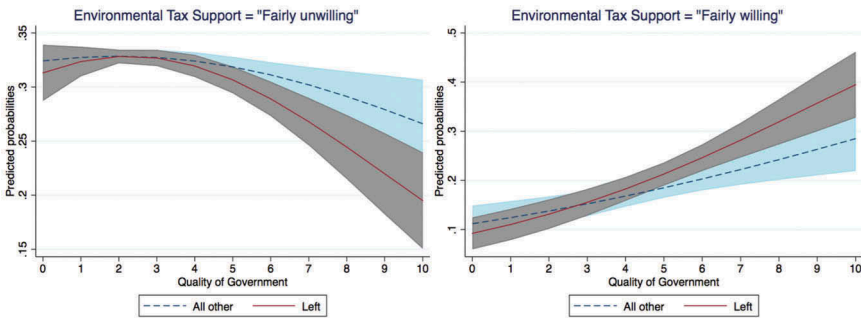 Environmental Tax Support = "Fairly unwilling"
Predicted probabilities
.35
.3
.25
.2
.15
0 1 2 3 4 5 6 7 8 9 10
Quality of Government
All other Left
Environmental Tax Support = "Fairly willing"
Predicted probabilities
.5
.4
.3
.2
.1
0 1 2 3 4 5 6 7 8 9 10
Quality of Government
All other Left